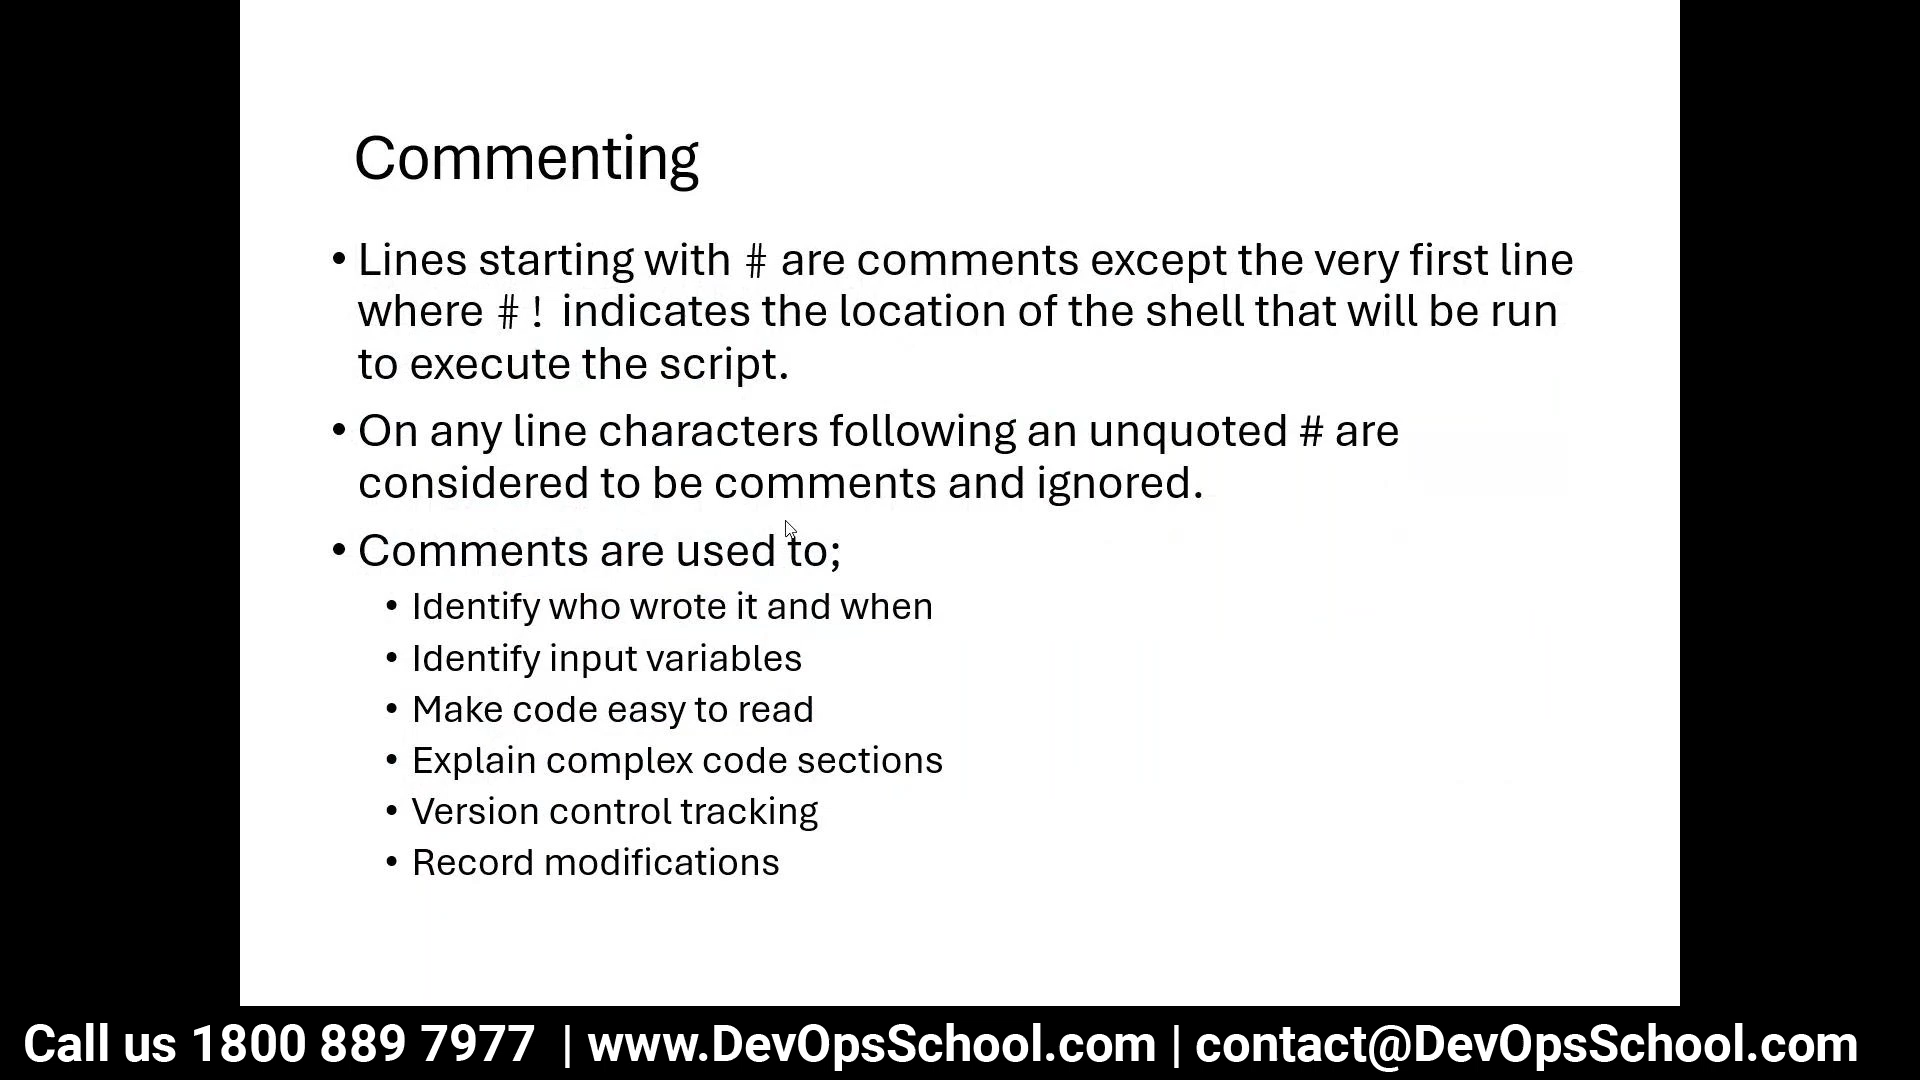 Commenting
• Lines starting with # are comments except the very first line
where #! indicates the location of the shell that will be run
to execute the script.
• On any line characters following an unquoted # are
considered to be comments and ignored.
• Comments are used to;
• Identify who wrote it and when
• Identify input variables
• Make code easy to read
• Explain complex code sections
• Version control tracking
• Record modifications
Call us 1800 889 7977 | www.DevOpsSchool.com | contact@DevOpsSchool.com